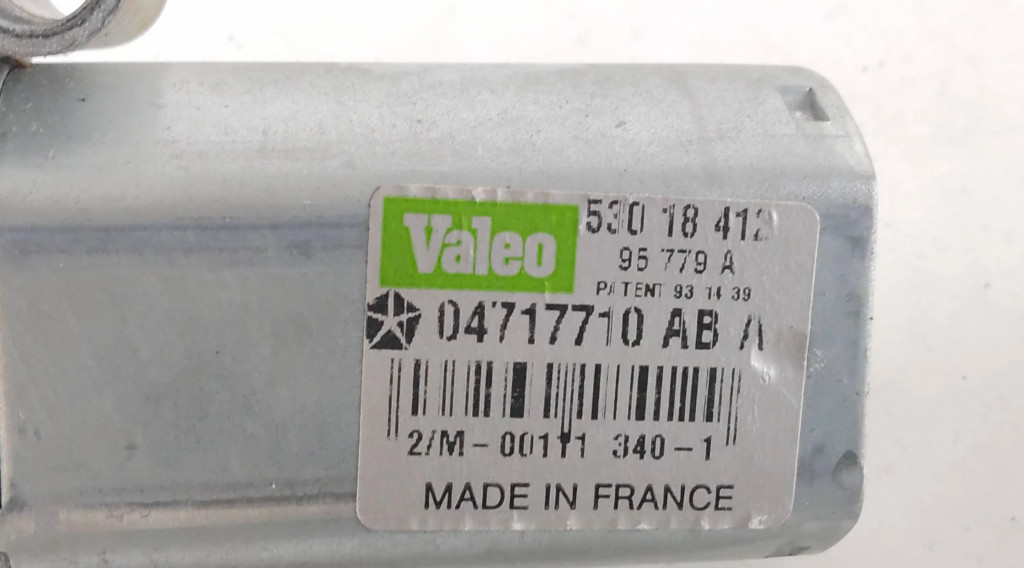 Valeo 530 18 412
95 779 A
PATENT 93 14 39
04717710 AB A
2/M-00111 340-1
MADE IN FRANCE